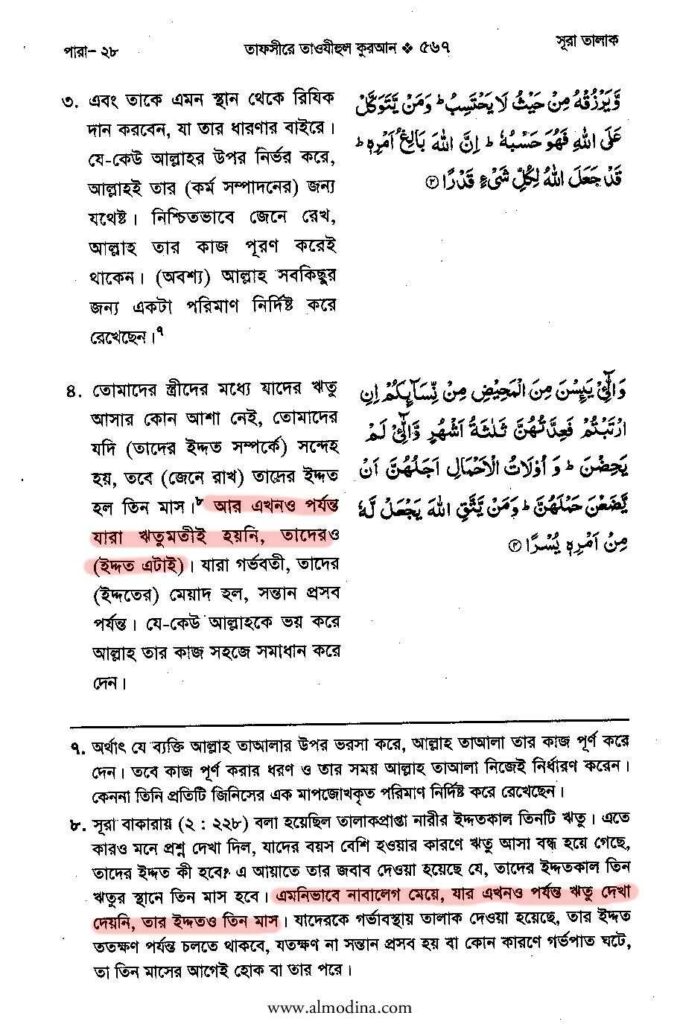 পারা- ২৮
তাফসীরে তাওযীহুল কুরআন ❖ ৫৬৭
সূরা তালাক
৩. এবং তাকে এমন স্থান থেকে রিযিক
দান করবেন, যা তার ধারণার বাইরে।
যে-কেউ আল্লাহর উপর নির্ভর করে,
আল্লাহই তার (কর্ম সম্পাদনের) জন্য
যথেষ্ট। নিশ্চিতভাবে জেনে রেখ,
আল্লাহ তার কাজ পূরণ করেই
থাকেন। (অবশ্য) আল্লাহ সবকিছুর
জন্য একটা পরিমাণ নির্দিষ্ট করে
রেখেছেন।৭
وَّيَرْزُقْهُ مِنْ حَيْثُ لَا يَحْتَسِبُ ؕ وَمَنْ يَّتَوَكَّلْ
عَلَى اللّٰهِ فَهُوَ حَسْبُهٗ ؕ اِنَّ اللّٰهَ بَالِغُ اَمْرِهٖ ؕ
قَدْ جَعَلَ اللّٰهُ لِكُلِّ شَىْءٍ قَدْرًا ۝٣
৪. তোমাদের স্ত্রীদের মধ্যে যাদের ঋতু
আসার কোন আশা নেই, তোমাদের
যদি (তাদের ইদ্দত সম্পর্কে) সন্দেহ
হয়, তবে (জেনে রাখ) তাদের ইদ্দত
হল তিন মাস।৮ আর এখনও পর্যন্ত
যারা ঋতুমতীই হয়নি, তাদেরও
(ইদ্দত এটাই)। যারা গর্ভবতী, তাদের
(ইদ্দতের) মেয়াদ হল, সন্তান প্রসব
পর্যন্ত। যে-কেউ আল্লাহকে ভয় করে
আল্লাহ তার কাজ সহজে সমাধান করে
দেন।
وَالّٰٓـِٔىْ يَئِسْنَ مِنَ الْمَحِيْضِ مِنْ نِّسَآئِكُمْ اِنِ
ارْتَبْتُمْ فَعِدَّتُهُنَّ ثَلٰثَةُ اَشْهُرٍ وَّالّٰٓـِٔىْ لَمْ
يَحِضْنَ ؕ وَ اُولَاتُ الْاَحْمَالِ اَجَلُهُنَّ اَنْ
يَّضَعْنَ حَمْلَهُنَّ ؕ وَمَنْ يَّتَّقِ اللّٰهَ يَجْعَلْ لَّهٗ
مِنْ اَمْرِهٖ يُسْرًا ۝٤
৭. অর্থাৎ যে ব্যক্তি আল্লাহ তাআলার উপর ভরসা করে, আল্লাহ তাআলা তার কাজ পূর্ণ করে
দেন। তবে কাজ পূর্ণ করার ধরণ ও তার সময় আল্লাহ তাআলা নিজেই নির্ধারণ করেন।
কেননা তিনি প্রতিটি জিনিসের এক মাপজোখকৃত পরিমাণ নির্দিষ্ট করে রেখেছেন।
৮. সূরা বাকারায় (২ : ২২৮) বলা হয়েছিল তালাকপ্রাপ্তা নারীর ইদ্দতকাল তিনটি ঋতু। এতে
কারও মনে প্রশ্ন দেখা দিল, যাদের বয়স বেশি হওয়ার কারণে ঋতু আসা বন্ধ হয়ে গেছে,
তাদের ইদ্দত কী হবে? এ আয়াতে তার জবাব দেওয়া হয়েছে যে, তাদের ইদ্দতকাল তিন
ঋতুর স্থানে তিন মাস হবে। এমনিভাবে নাবালেগ মেয়ে, যার এখনও পর্যন্ত ঋতু দেখা
দেয়নি, তার ইদ্দতও তিন মাস। যাদেরকে গর্ভাবস্থায় তালাক দেওয়া হয়েছে, তার ইদ্দত
ততক্ষণ পর্যন্ত চলতে থাকবে, যতক্ষণ না সন্তান প্রসব হয় বা কোন কারণে গর্ভপাত ঘটে,
তা তিন মাসের আগেই হোক বা তার পরে।
www.almodina.com